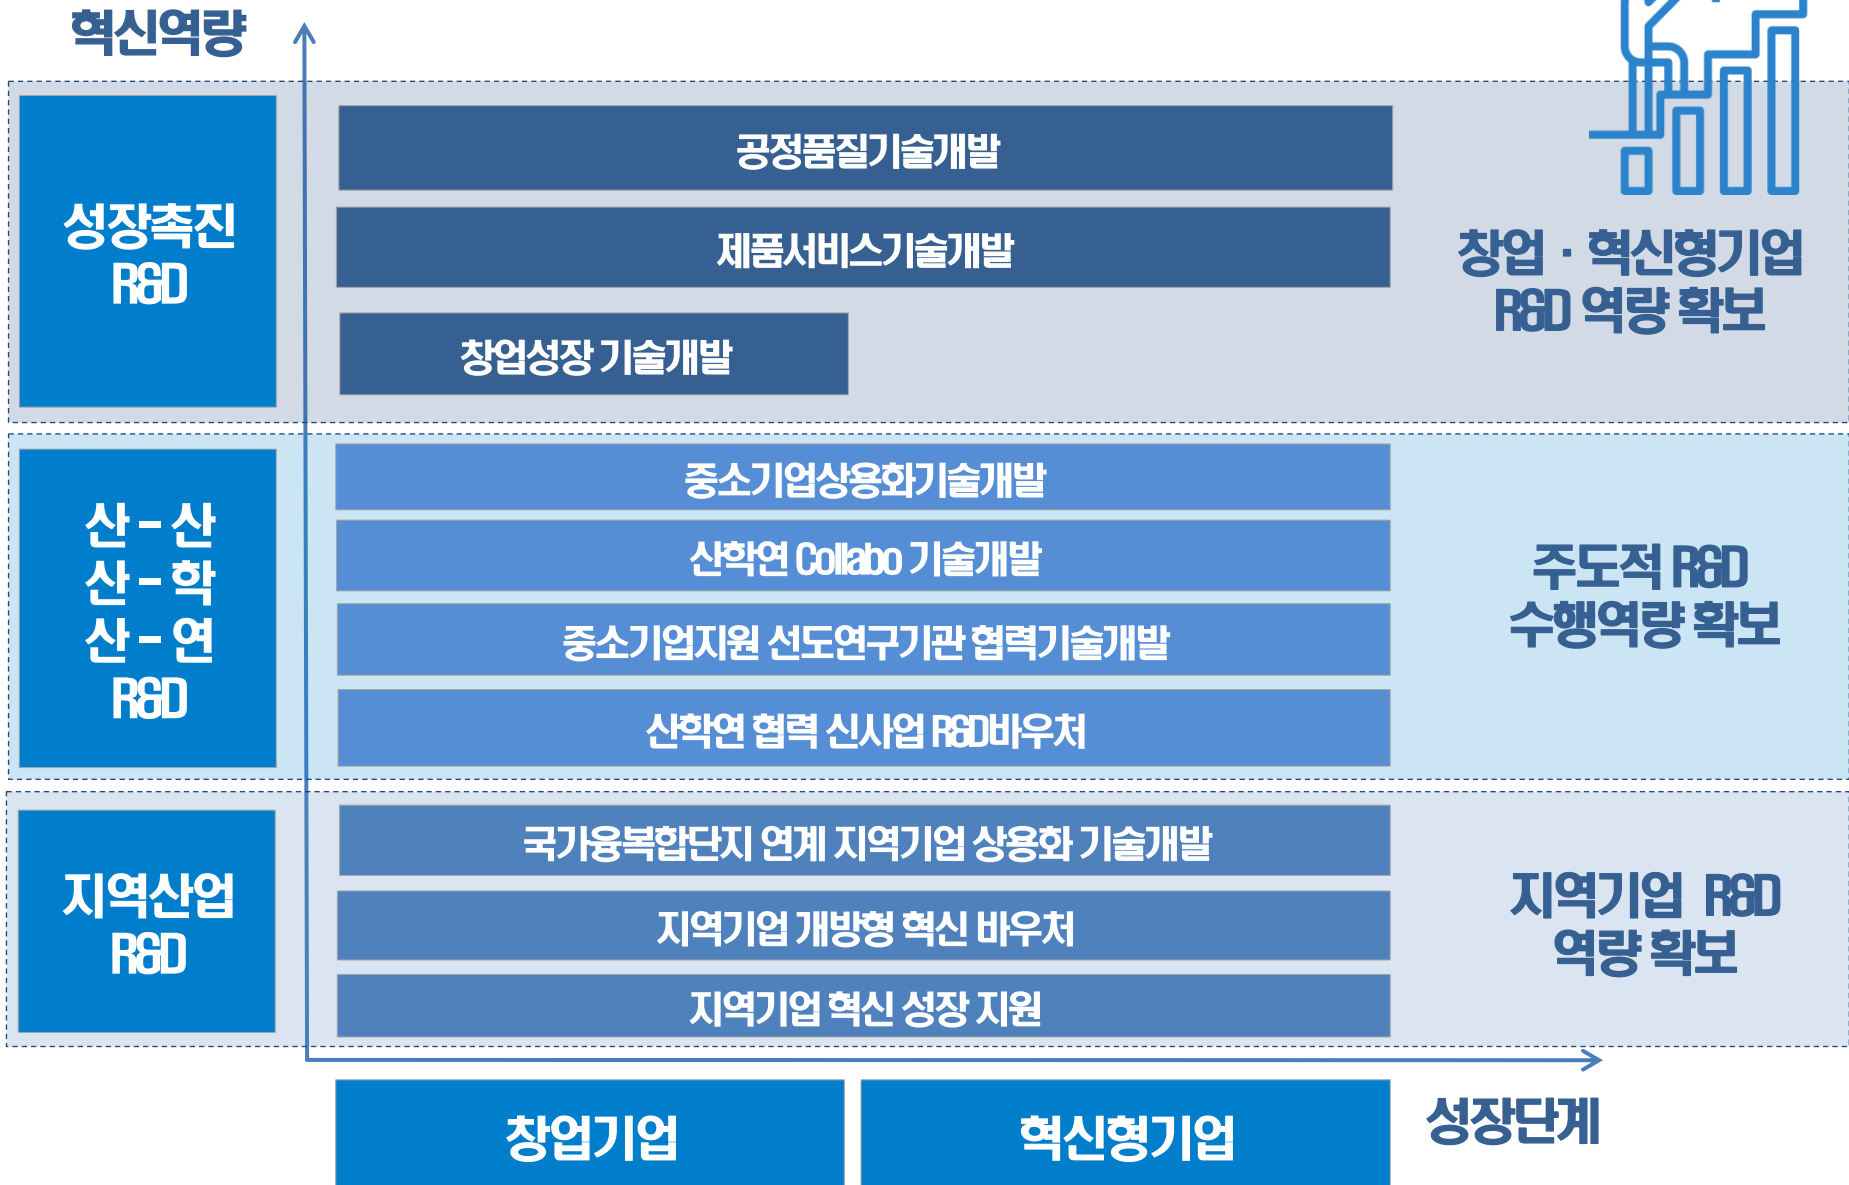 혁신역량
성장촉진
R&D
공정품질기술개발
제품서비스기술개발
창업성장 기술개발
창업 · 혁신형기업
R&D 역량 확보
산 - 산
산 - 학
산 - 연
R&D
중소기업상용화기술개발
산학연 Collabo 기술개발
중소기업지원 선도연구기관 협력기술개발
산학연 협력 신사업 R&D바우처
주도적 R&D
수행역량 확보
지역산업
R&D
국가융복합단지 연계 지역기업 상용화 기술개발
지역기업 개방형 혁신 바우처
지역기업 혁신 성장 지원
지역기업 R&D
역량 확보
창업기업
혁신형기업
성장단계